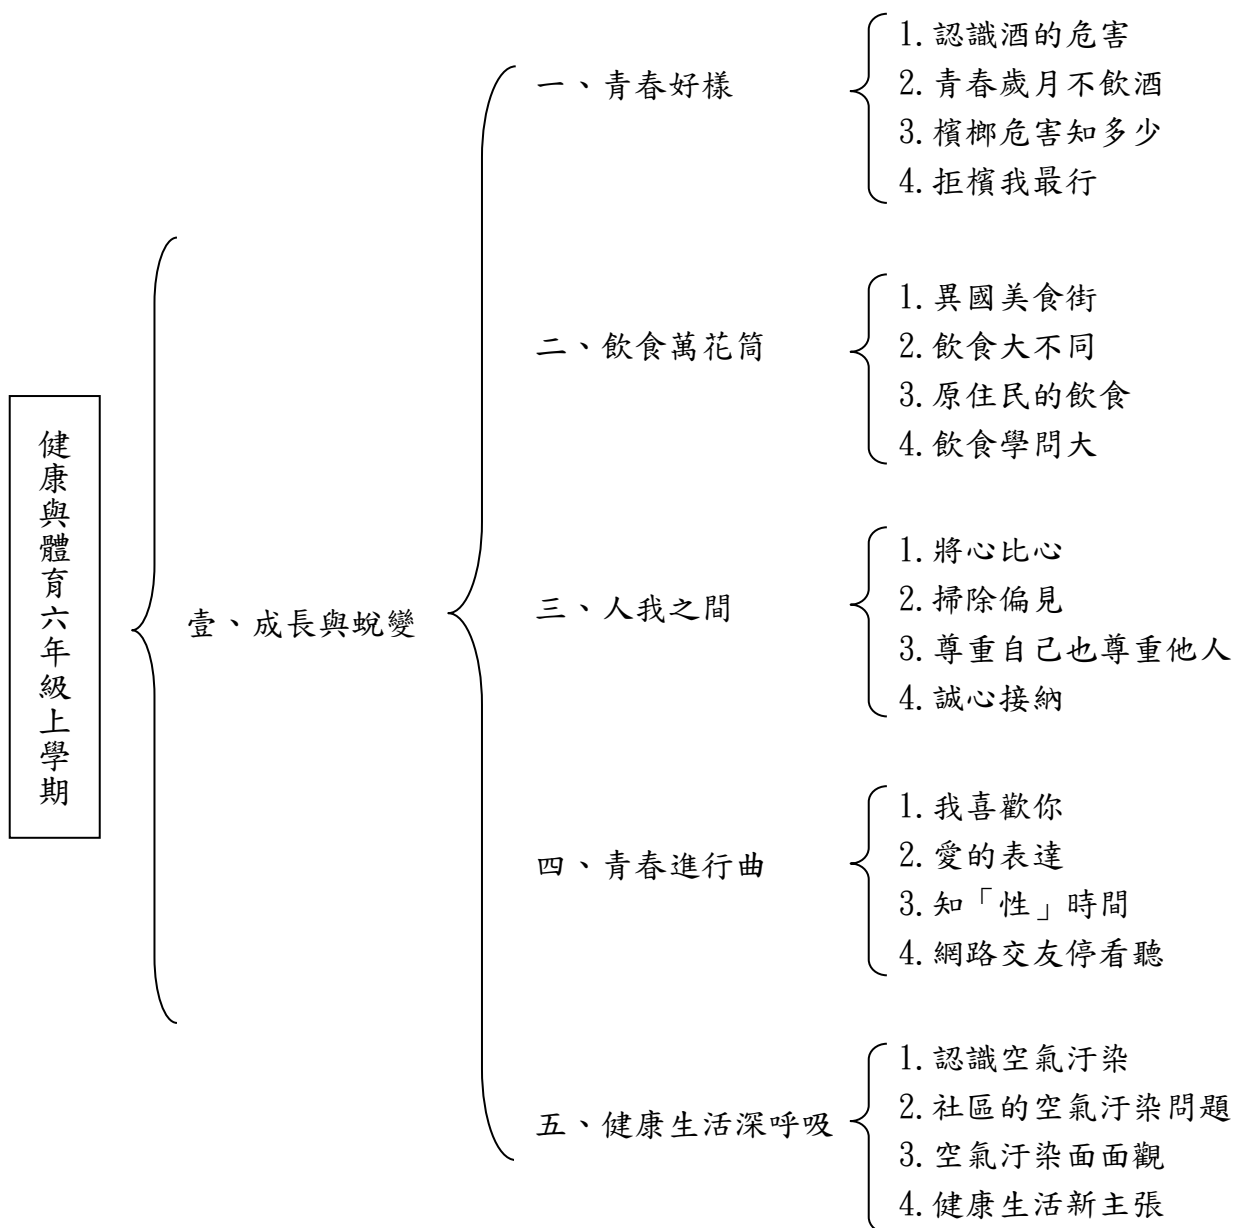 健康與體育六年級上學期
壹、成長與蛻變
一、青春好樣
1.認識酒的危害
2.青春歲月不飲酒
3.檳榔危害知多少
4.拒檳我最行
二、飲食萬花筒
1.異國美食街
2.飲食大不同
3.原住民的飲食
4.飲食學問大
三、人我之間
1.將心比心
2.掃除偏見
3.尊重自己也尊重他人
4.誠心接納
四、青春進行曲
1.我喜歡你
2.愛的表達
3.知「性」時間
4.網路交友停看聽
五、健康生活深呼吸
1.認識空氣汙染
2.社區的空氣汙染問題
3.空氣汙染面面觀
4.健康生活新主張